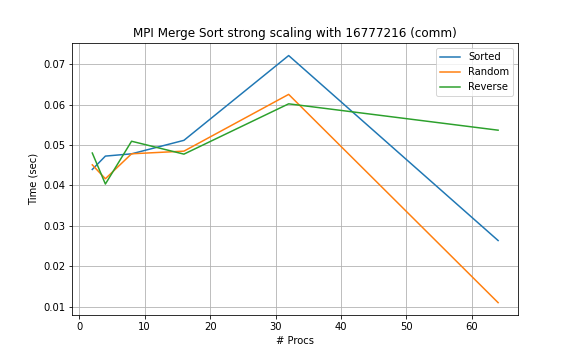 MPI Merge Sort strong scaling with 16777216 (comm)
Sorted
Random
Reverse
Time (sec)
0.07
0.06
0.05
0.04
0.03
0.02
0.01
0 10 20 30 40 50 60
# Procs